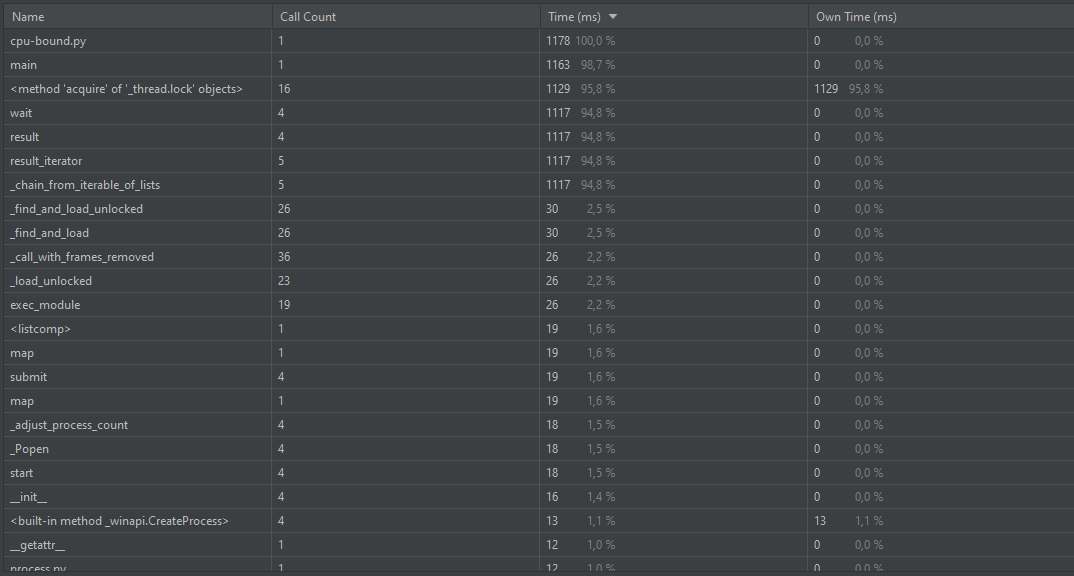 Name Call Count Time (ms) Own Time (ms)
cpu-bound.py 1 1178 100,0 % 0 0,0 %
main 1 1163 98,7 % 0 0,0 %
<method 'acquire' of '_thread.lock' objects> 16 1129 95,8 % 1129 95,8 %
wait 4 1117 94,8 % 0 0,0 %
result 4 1117 94,8 % 0 0,0 %
result_iterator 5 1117 94,8 % 0 0,0 %
_chain_from_iterable_of_lists 5 1117 94,8 % 0 0,0 %
_find_and_load_unlocked 26 30 2,5 % 0 0,0 %
_find_and_load 26 30 2,5 % 0 0,0 %
_call_with_frames_removed 36 26 2,2 % 0 0,0 %
_load_unlocked 23 26 2,2 % 0 0,0 %
exec_module 19 26 2,2 % 0 0,0 %
<listcomp> 1 19 1,6 % 0 0,0 %
map 1 19 1,6 % 0 0,0 %
submit 4 19 1,6 % 0 0,0 %
map 1 19 1,6 % 0 0,0 %
_adjust_process_count 4 18 1,5 % 0 0,0 %
_Popen 4 18 1,5 % 0 0,0 %
start 4 18 1,5 % 0 0,0 %
__init__ 4 16 1,4 % 0 0,0 %
<built-in method _winapi.CreateProcess> 4 13 1,1 % 13 1,1 %
__getattr__ 1 12 1,0 % 0 0,0 %
process.py 1 12 1,0 % 0 0,0 %